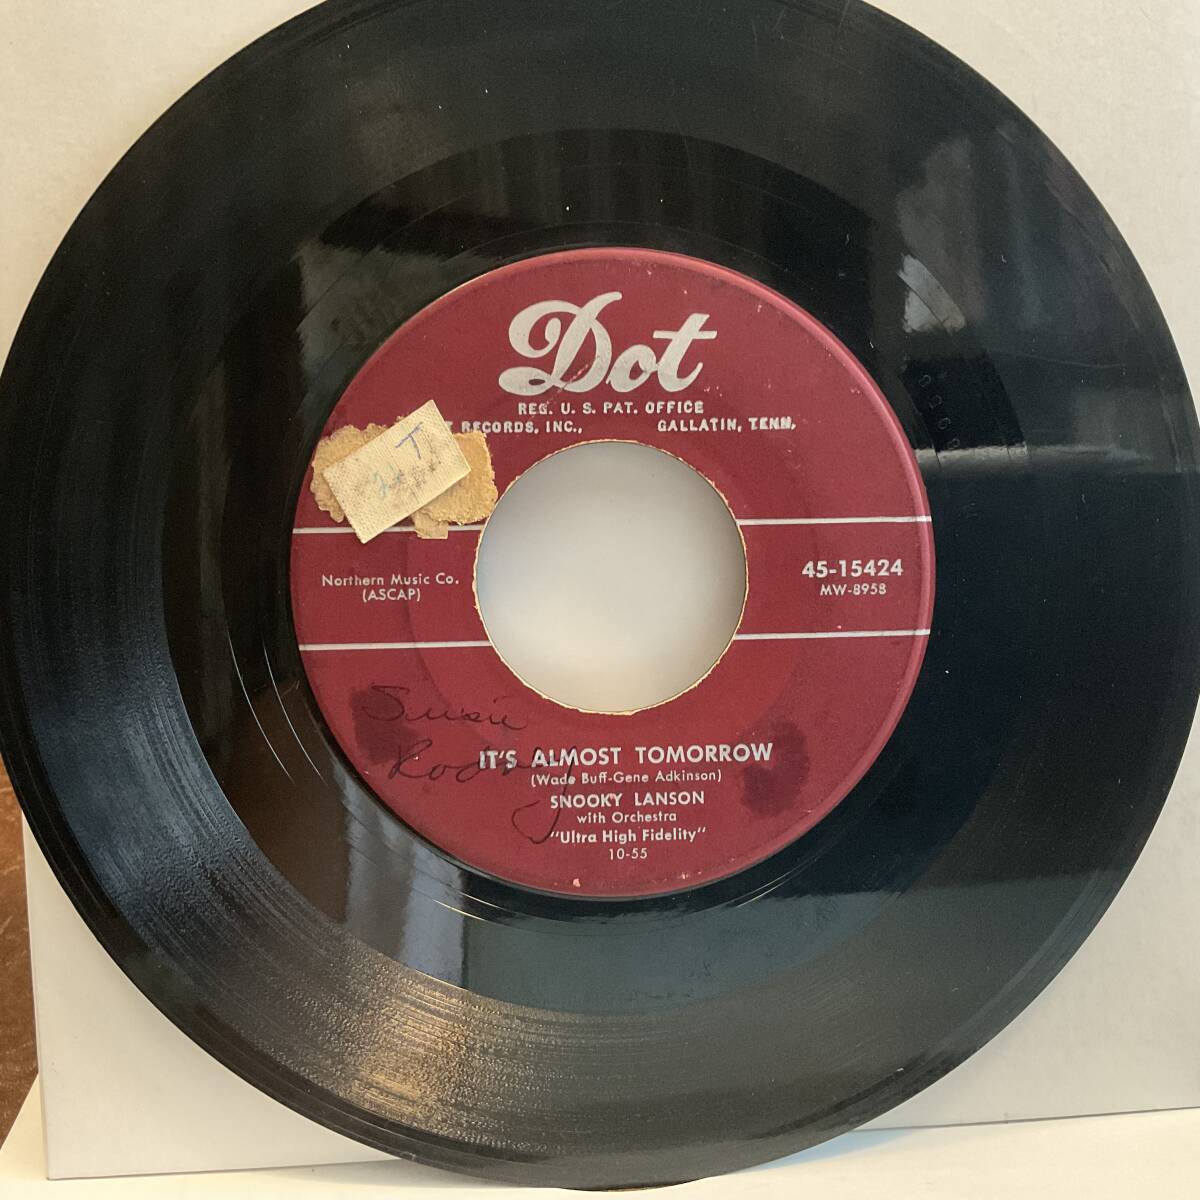 Dot
REG. U. S. PAT. OFFICE
RECORDS, INC., GALLATIN, TENN.
T
Northern Music Co.
(ASCAP)
45-15424
MW-8958
Susie
Rodney
IT'S ALMOST TOMORROW
(Wade Buff-Gene Adkinson)
SNOOKY LANSON
with Orchestra
"Ultra High Fidelity"
10-55